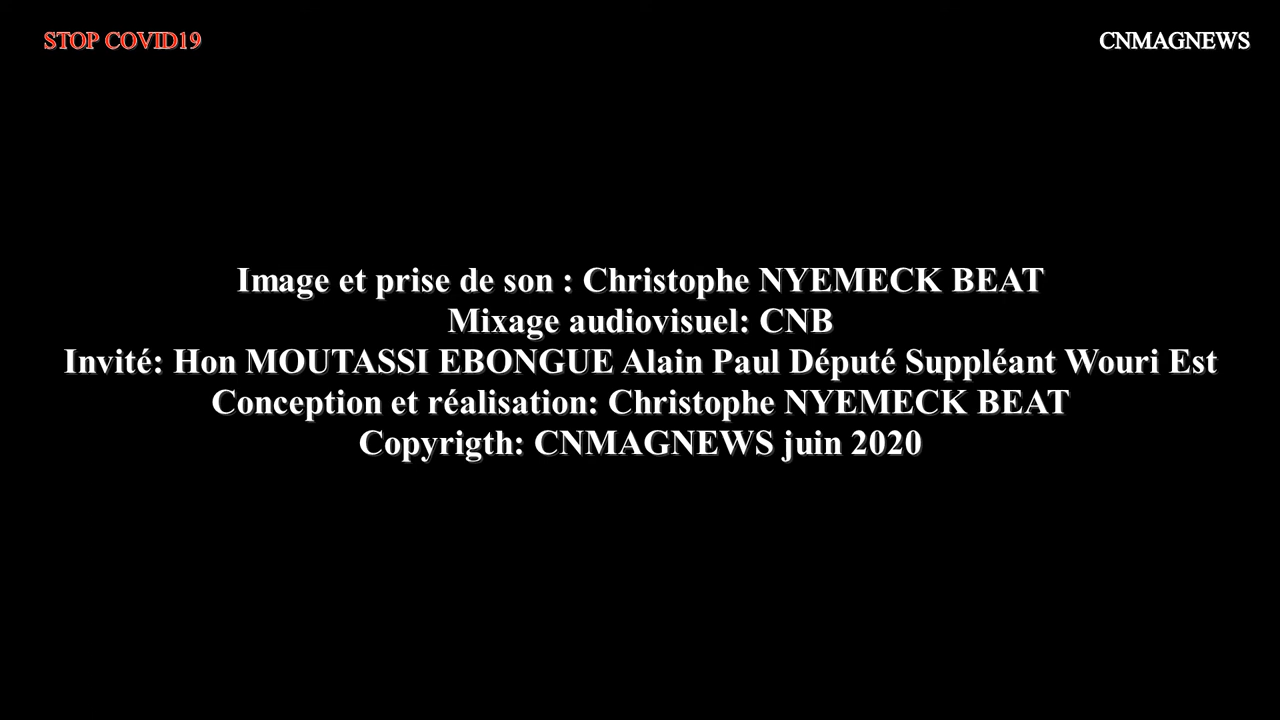 STOP COVID19
CNMAGNEWS
Image et prise de son : Christophe NYEMECK BEAT
Mixage audiovisuel: CNB
Invité: Hon MOUTASSI EBONGUE Alain Paul Député Suppléant Wouri Est
Conception et réalisation: Christophe NYEMECK BEAT
Copyrigth: CNMAGNEWS juin 2020